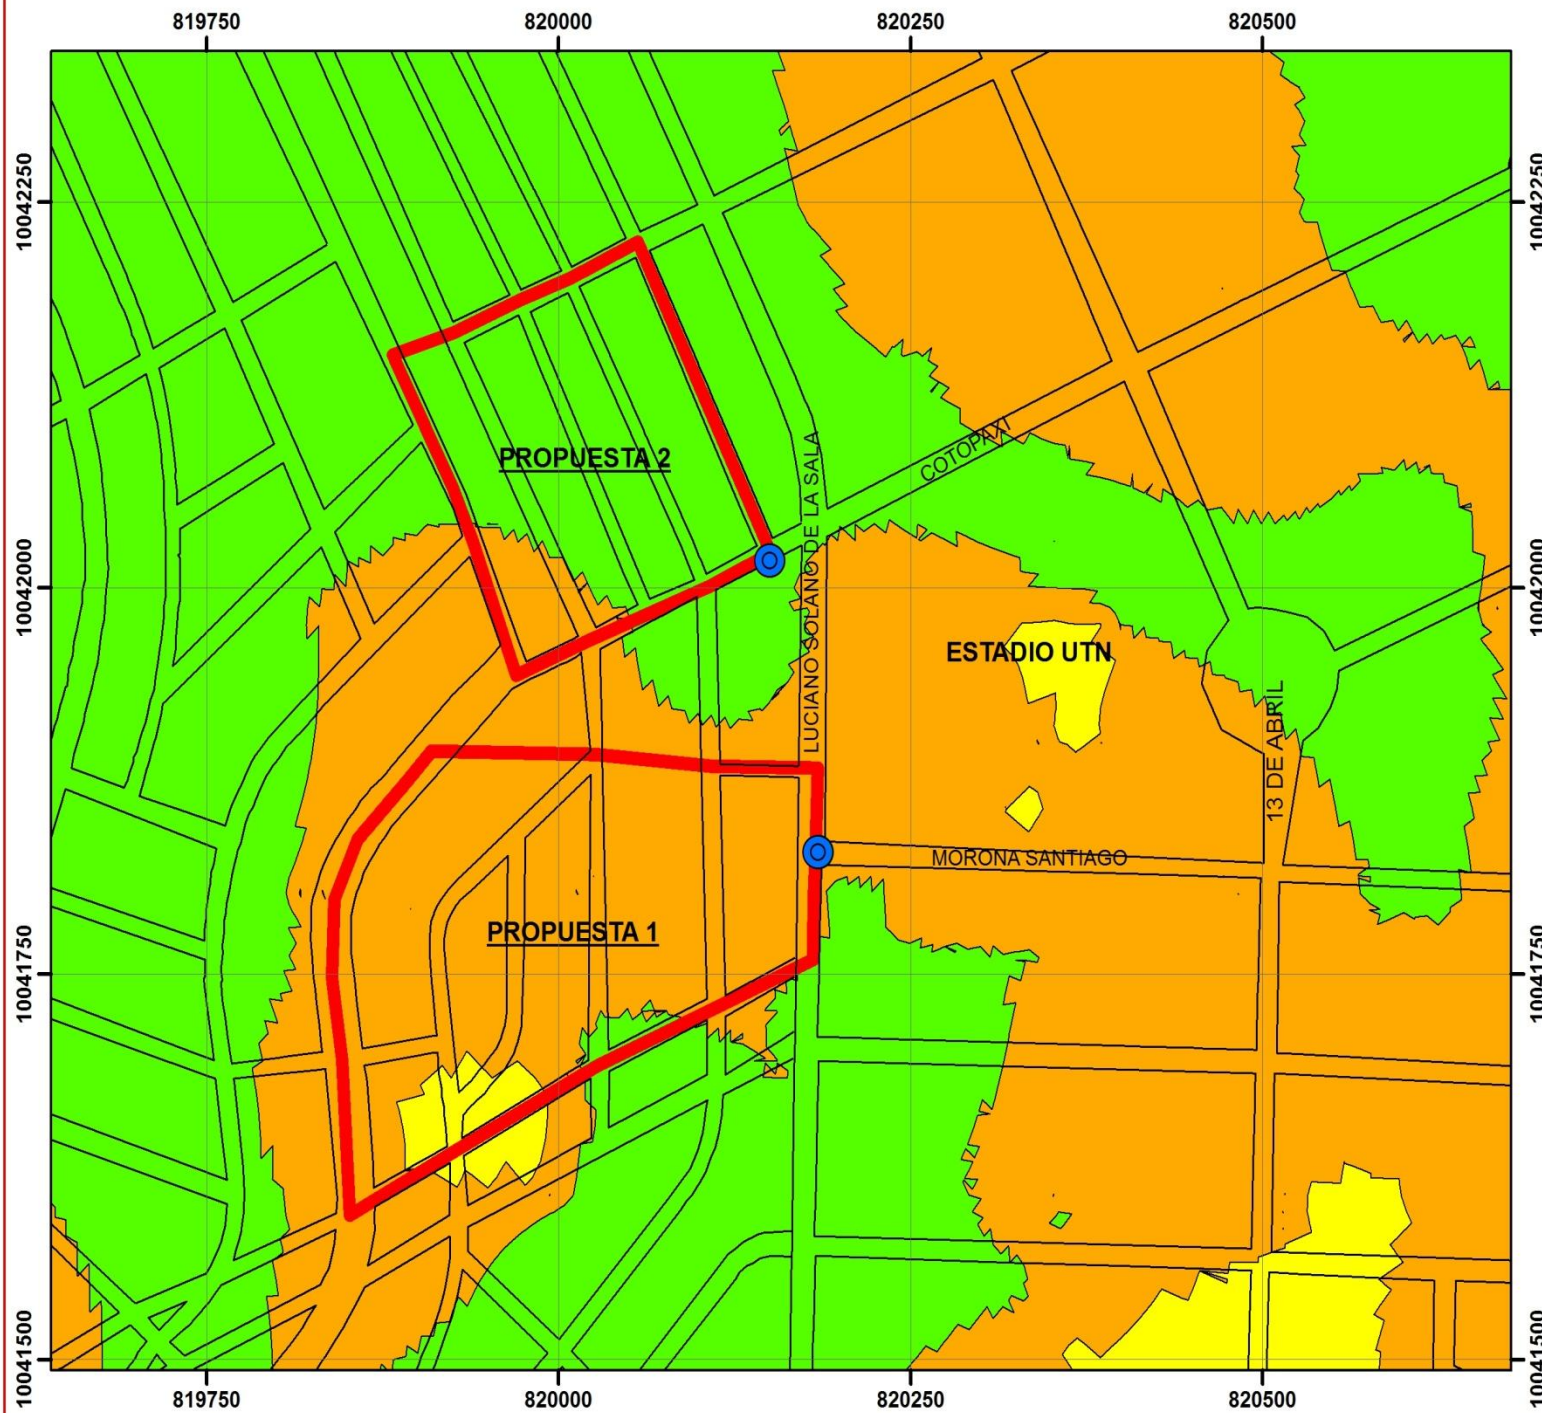 819750
820000
820250
820500
10042250
10042250
PROPUESTA 2
LUCIANO SOLANO DE LA SALA
COTOPAXI
10042000
10042000
ESTADIO UTN
13 DE ABRIL
MORONA SANTIAGO
PROPUESTA 1
10041750
10041750
10041500
10041500
819750
820000
820250
820500